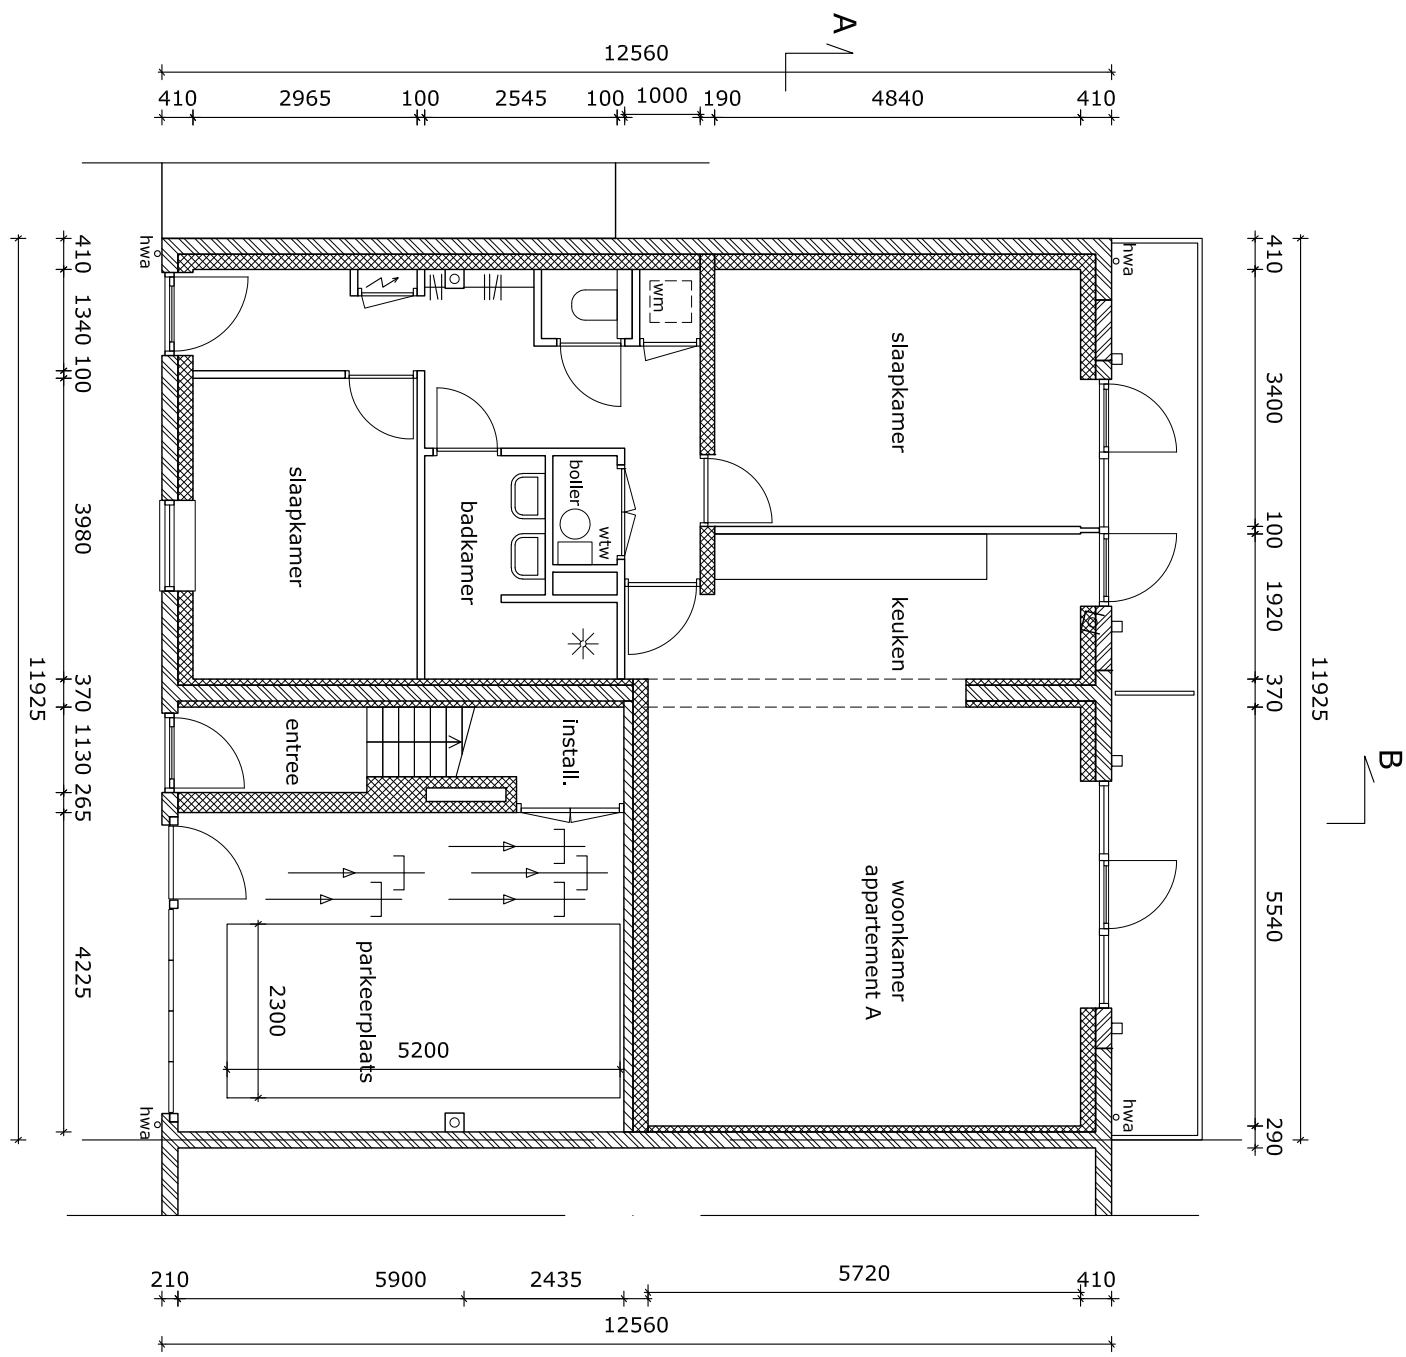 A
12560
410 2965 100 2545 100 1000 190 4840 410
hwa
hwa
410
1340
100
3980
370
1130
265
4225
11925
410
3400
100
1920
370
5540
290
11925
B
wm
slaapkamer
slaapkamer
badkamer
boller
wtw
keuken
entree
install.
woonkamer
appartement A
parkeerplaats
2300
5200
hwa
hwa
210 5900 2435 5720 410
12560